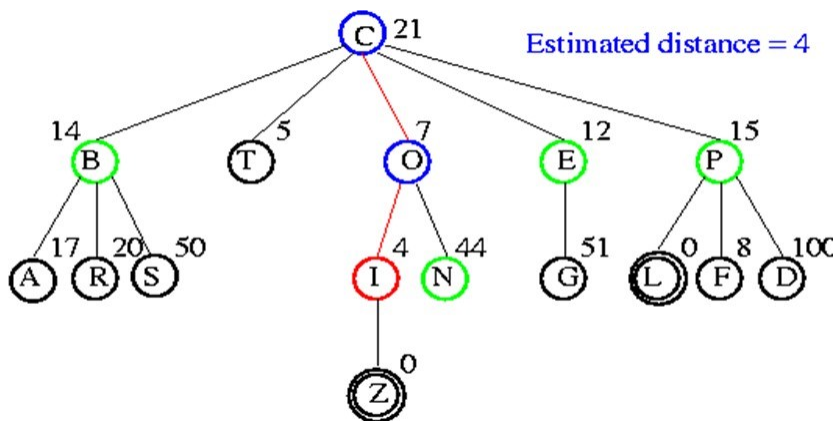 C 21
Estimated distance = 4
14 5 7 12 15
B T O E P
17 20 50 4 44 51 0 8 100
A R S I N G L F D
0
Z